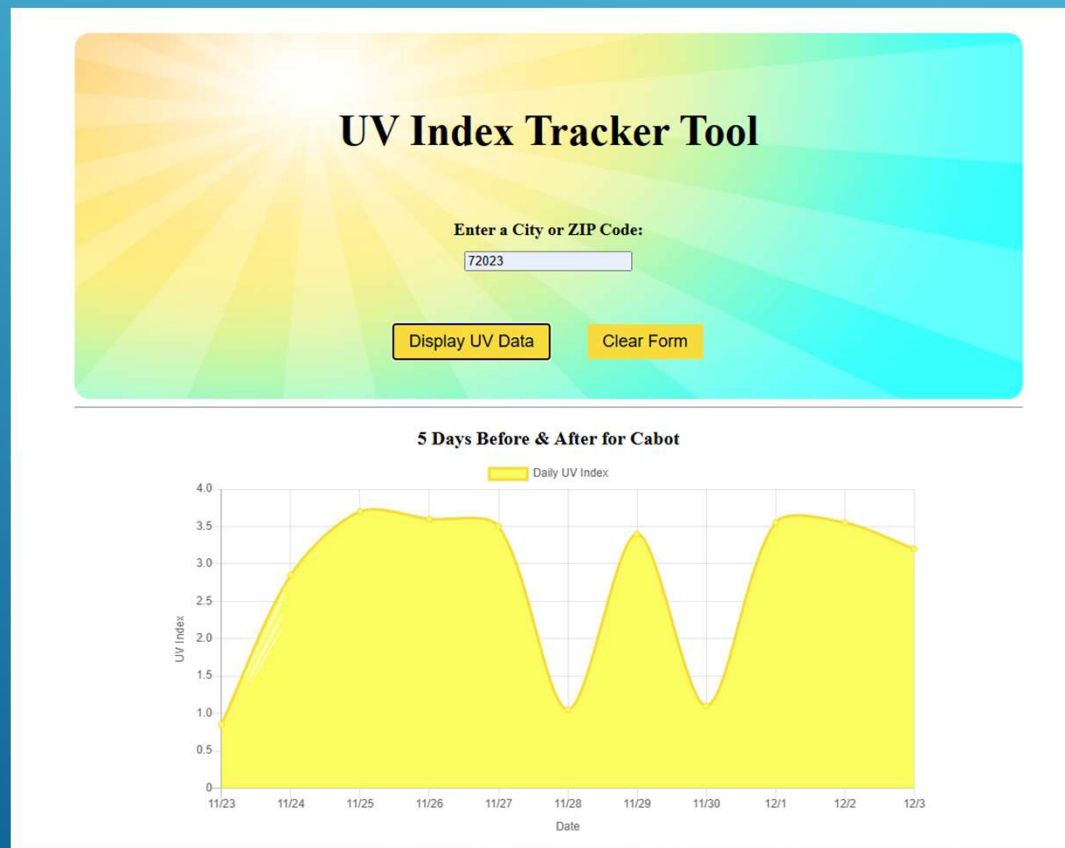 UV Index Tracker Tool
Enter a City or ZIP Code:
72023
Display UV Data Clear Form
5 Days Before & After for Cabot
Daily UV Index
4.0
3.5
3.0
2.5
2.0
1.5
1.0
0.5
0
UV Index
11/23 11/24 11/25 11/26 11/27 11/28 11/29 11/30 12/1 12/2 12/3
Date